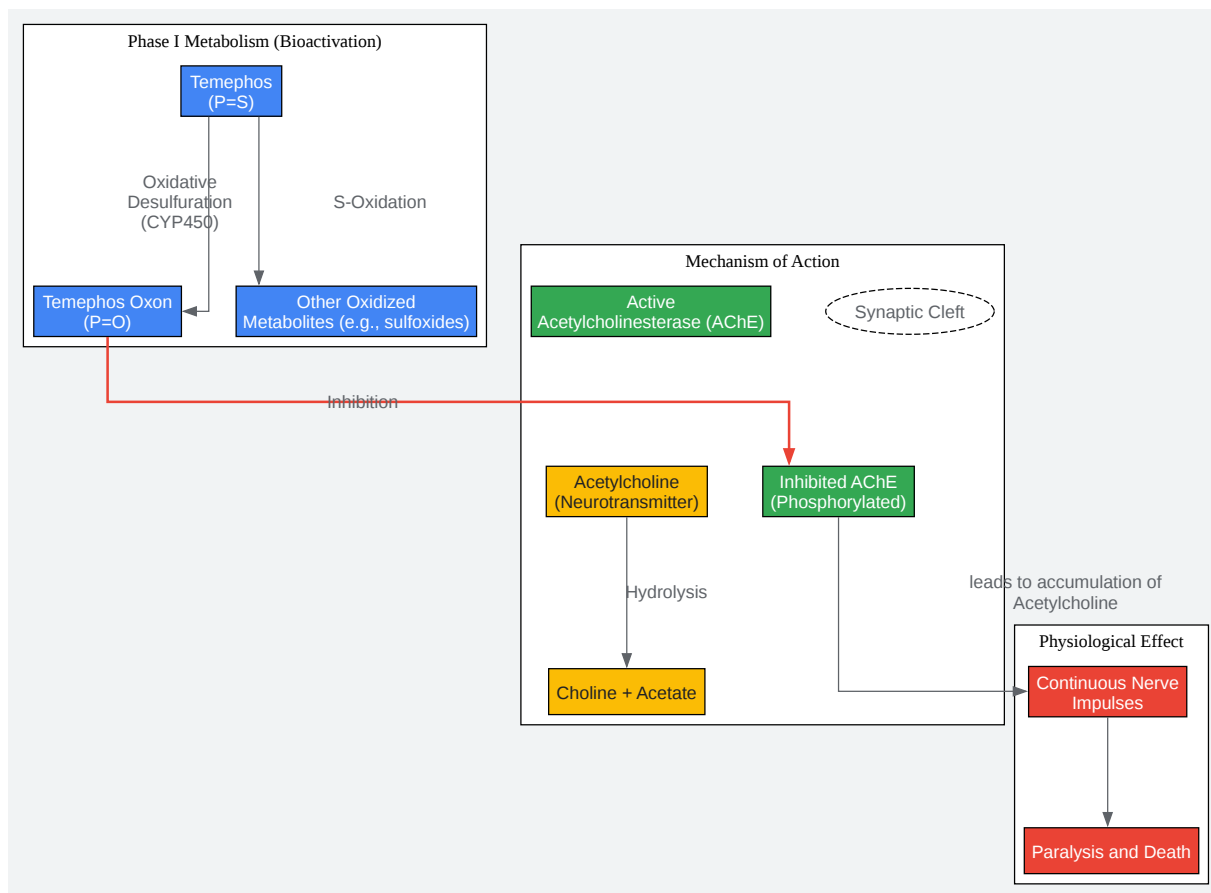 Phase I Metabolism (Bioactivation)
Temephos
(P=S)
Oxidative
Desulfuration
(CYP450)
S-Oxidation
Temephos Oxon
(P=O)
Other Oxidized
Metabolites (e.g., sulfoxides)
Inhibition
Mechanism of Action
Active
Acetylcholinesterase (AChE)
Synaptic Cleft
Acetylcholine
(Neurotransmitter)
Inhibited AChE
(Phosphorylated)
Hydrolysis
Choline + Acetate
leads to accumulation of
Acetylcholine
Physiological Effect
Continuous Nerve
Impulses
Paralysis and Death